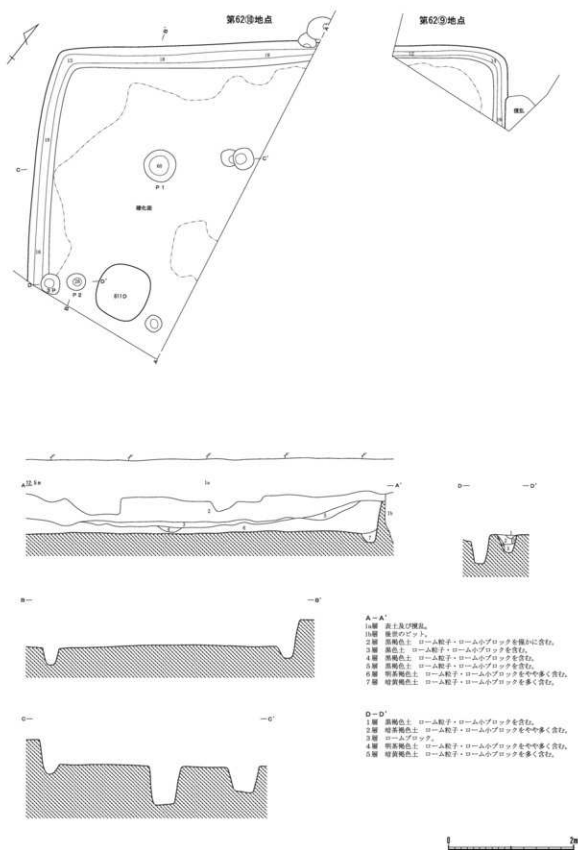 第62⑩地点
第62⑨地点
P 1
硬化面
P 2
攪乱
C— —C'
D— —D'
A— —A'
1a
1b
B— —B'
A－A'
1a層 表土及び攪乱。
1b層 後世のピット。
2層 黒褐色土 ローム粒子・ローム小ブロックを僅かに含む。
3層 黒色土 ローム粒子・ローム小ブロックを含む。
4層 黒褐色土 ローム粒子・ローム小ブロックを含む。
5層 黒褐色土 ローム粒子・ローム小ブロックを含む。
6層 明茶褐色土 ローム粒子・ローム小ブロックをやや多く含む。
7層 暗黄褐色土 ローム粒子・ローム小ブロックを多く含む。
D－D'
1層 黒褐色土 ローム粒子・ローム小ブロックを含む。
2層 暗茶褐色土 ローム粒子・ローム小ブロックをやや多く含む。
3層 ロームブロック。
4層 明茶褐色土 ローム粒子・ローム小ブロックをやや多く含む。
5層 暗黄褐色土 ローム粒子・ローム小ブロックを多く含む。
0 2m